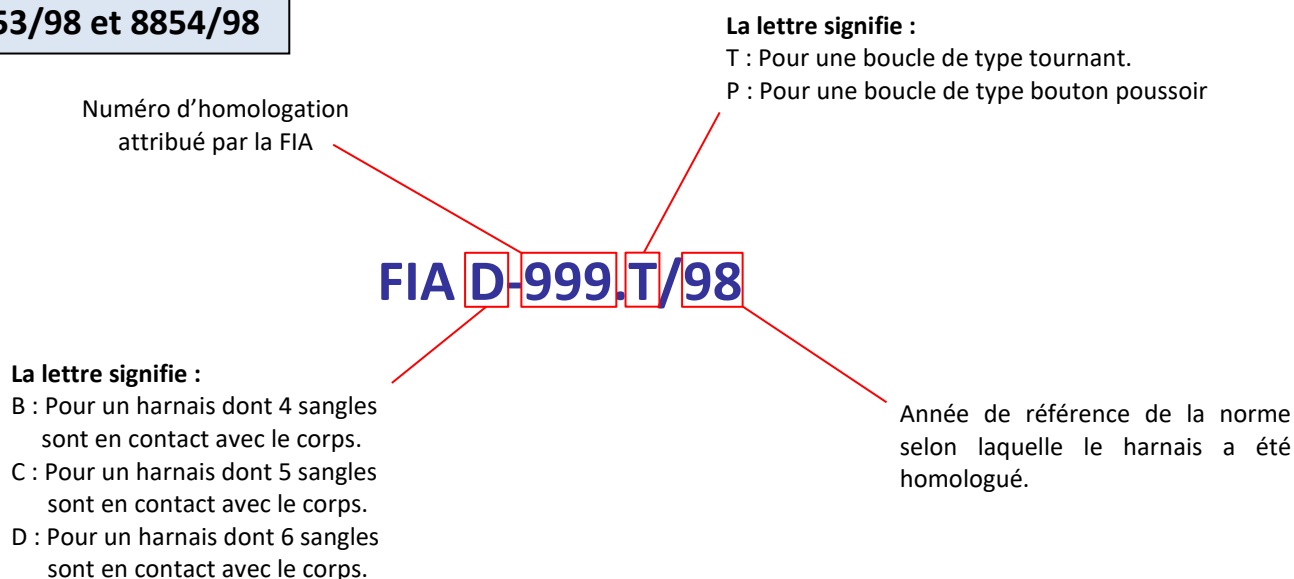 53/98 et 8854/98
La lettre signifie :
T : Pour une boucle de type tournant.
P : Pour une boucle de type bouton poussoir
Numéro d’homologation
attribué par la FIA
FIA D-999.T/98
La lettre signifie :
B : Pour un harnais dont 4 sangles
sont en contact avec le corps.
C : Pour un harnais dont 5 sangles
sont en contact avec le corps.
D : Pour un harnais dont 6 sangles
sont en contact avec le corps.
Année de référence de la norme
selon laquelle le harnais a été
homologué.